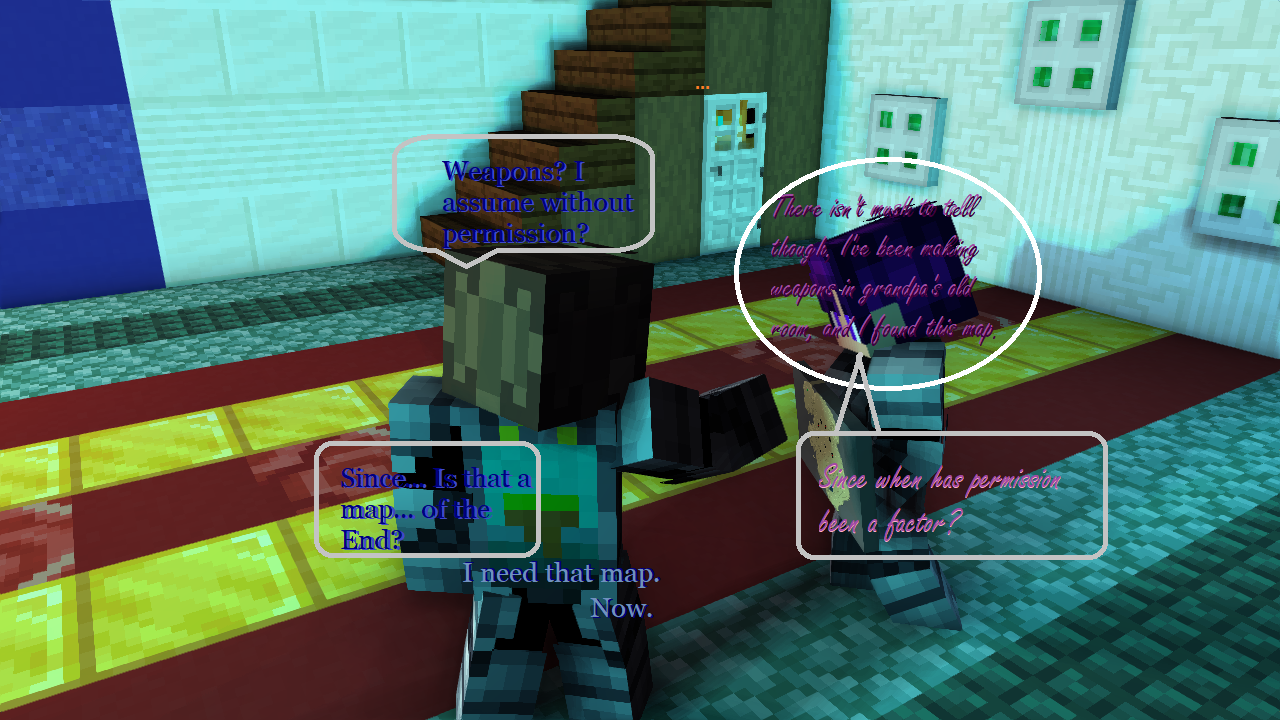 ...
There isn't much to tell
though. I've been making
weapons in grandpa's old
room, and I found this map.
Weapons? I
assume without
permission?
Since when has permission
been a factor?
Since... Is that a
map... of the
End?
I need that map.
Now.